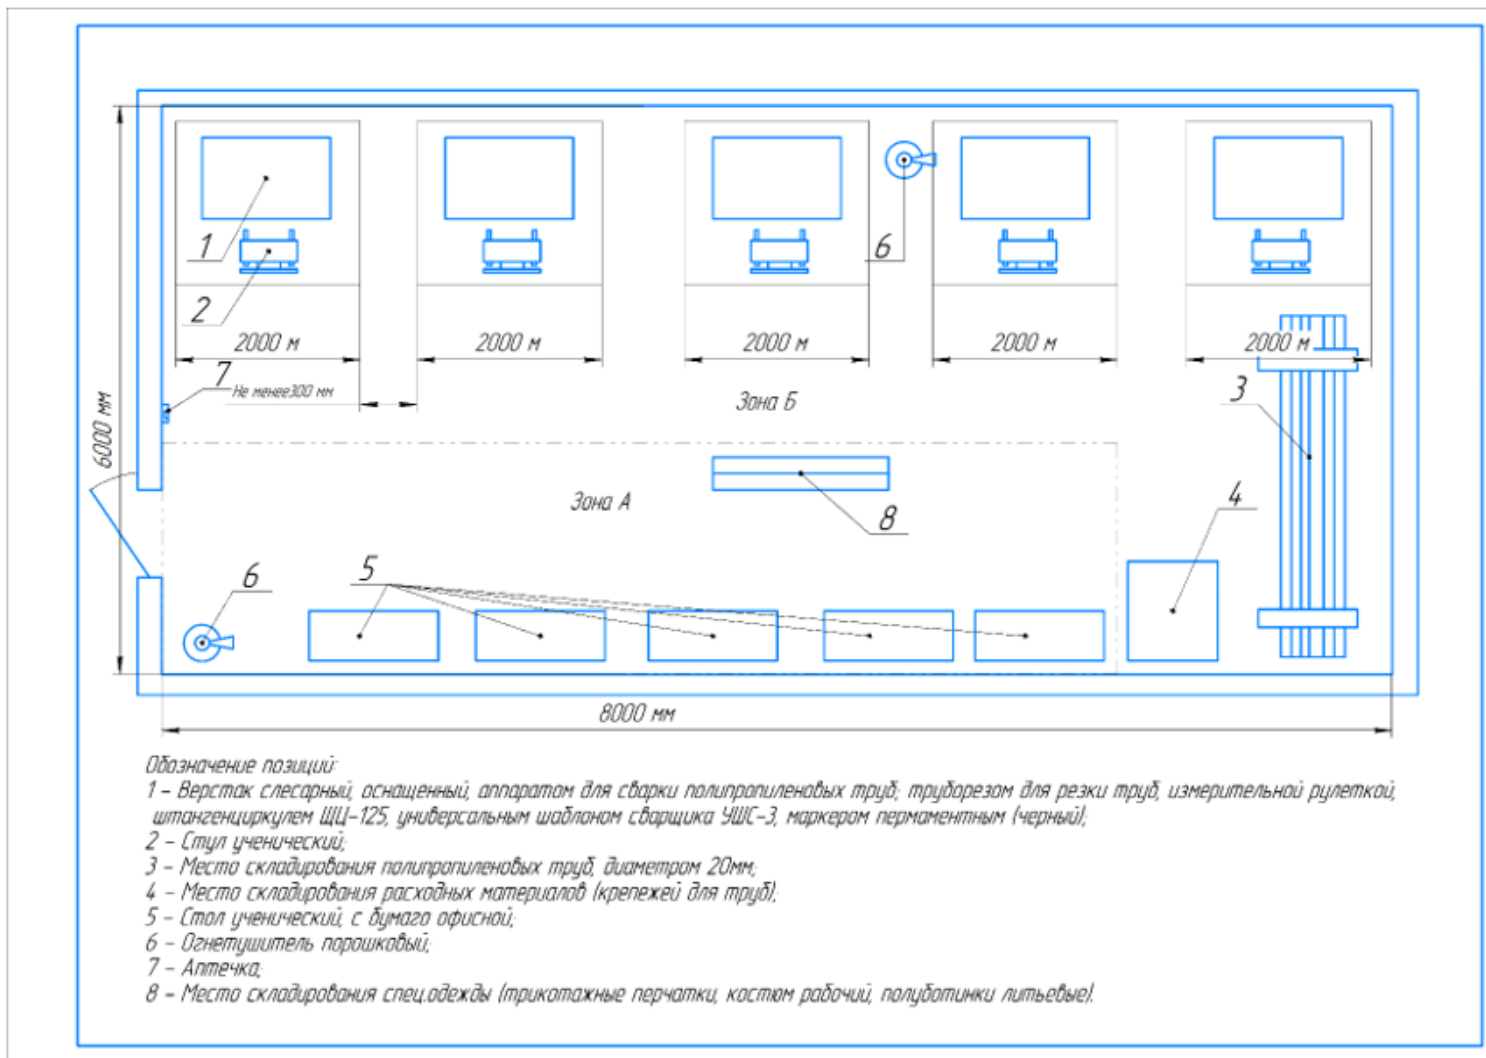 1
2
6
2000 м
2000 м
2000 м
2000 м
2000 м
7
Не менее300 мм
Зона Б
3
6000 мм
Зона А
8
4
6
5
8000 мм
Обозначение позиций:
1 – Верстак слесарный, оснащенный, аппаратом для сварки полипропиленовых труб; труборезом для резки труб, измерительной рулеткой,
штангенциркулем ЩЦ-125, универсальным шаблоном сварщика УШС-3, маркером пермаментным (черный);
2 – Стул ученический;
3 – Место складирования полипропиленовых труб, диаметром 20мм;
4 – Место складирования расходных материалов (крепежей для труб);
5 – Стол ученический, с бумаго офисной;
6 – Огнетушитель порошковый;
7 – Аптечка;
8 – Место складирования спец.одежды (трикотажные перчатки, костюм рабочий, полуботинки литьевые).